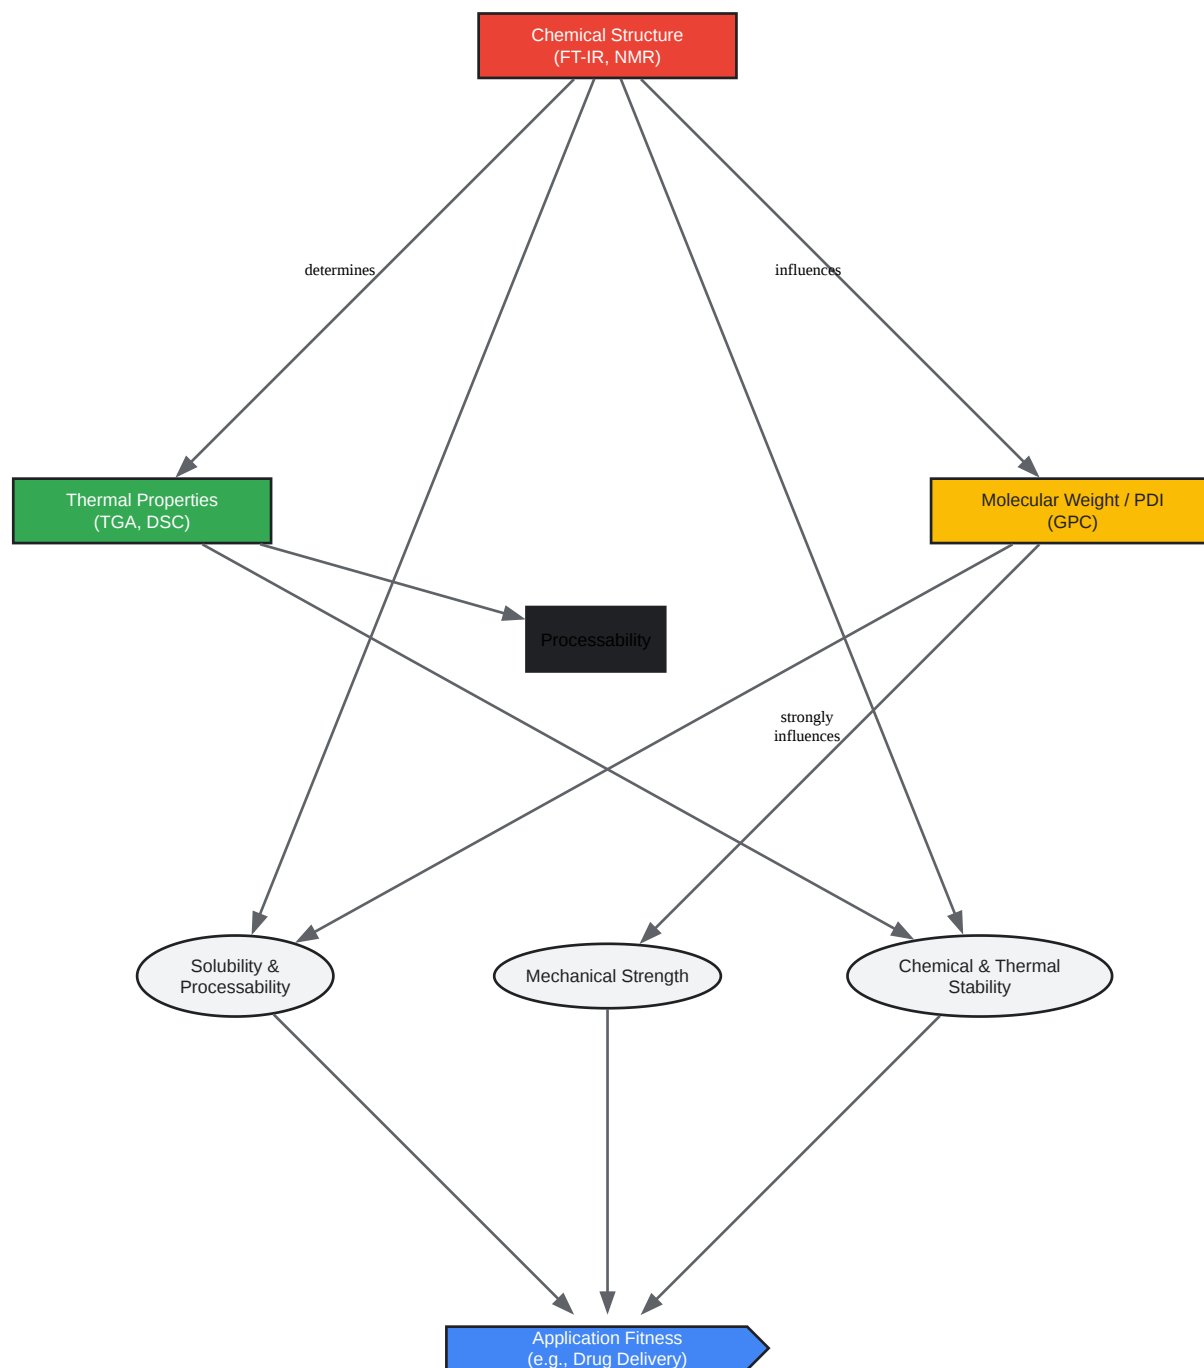 Chemical Structure
(FT-IR, NMR)
determines
influences
Thermal Properties
(TGA, DSC)
Molecular Weight / PDI
(GPC)
Processability
strongly
influences
Solubility &
Processability
Mechanical Strength
Chemical & Thermal
Stability
Application Fitness
(e.g., Drug Delivery)